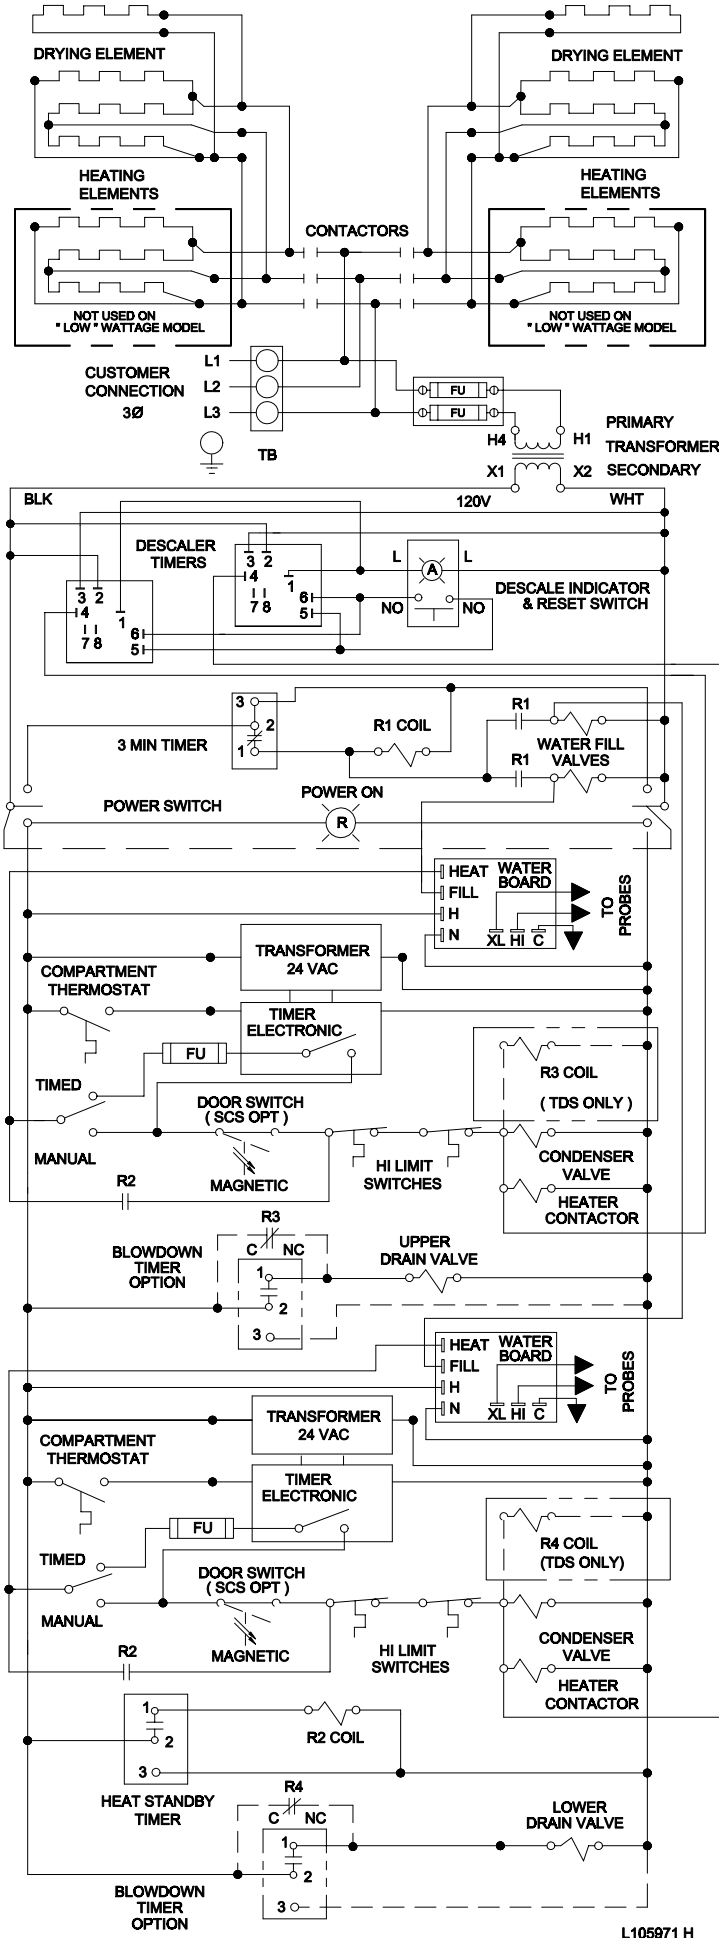 DRYING ELEMENT
DRYING ELEMENT
HEATING
ELEMENTS
HEATING
ELEMENTS
CONTACTORS
NOT USED ON
" LOW " WATTAGE MODEL
NOT USED ON
" LOW " WATTAGE MODEL
CUSTOMER
CONNECTION
3Ø
L1
L2
L3
TB
FU
FU
H4
H1
X1
X2
PRIMARY
TRANSFORMER
SECONDARY
BLK
120V
WHT
DESCALER
TIMERS
3 2
4
1
7 8
6
5
3 2
4
1
7 8
6
5
L
A
L
NO
NO
DESCALE INDICATOR
& RESET SWITCH
3 MIN TIMER
3
2
1
R1 COIL
R1
R1
WATER FILL
VALVES
POWER SWITCH
POWER ON
R
HEAT
FILL
H
N
WATER
BOARD
XL HI C
TO
PROBES
TRANSFORMER
24 VAC
COMPARTMENT
THERMOSTAT
TIMER
ELECTRONIC
FU
TIMED
MANUAL
DOOR SWITCH
( SCS OPT )
MAGNETIC
HI LIMIT
SWITCHES
R3 COIL
( TDS ONLY )
CONDENSER
VALVE
HEATER
CONTACTOR
R2
BLOWDOWN
TIMER
OPTION
R3
C NC
1
2
3
UPPER
DRAIN VALVE
HEAT
FILL
H
N
WATER
BOARD
XL HI C
TO
PROBES
TRANSFORMER
24 VAC
COMPARTMENT
THERMOSTAT
TIMER
ELECTRONIC
FU
TIMED
MANUAL
DOOR SWITCH
( SCS OPT )
MAGNETIC
HI LIMIT
SWITCHES
R4 COIL
(TDS ONLY)
CONDENSER
VALVE
HEATER
CONTACTOR
R2
1
2
3
R2 COIL
HEAT STANDBY
TIMER
R4
C NC
1
2
3
LOWER
DRAIN VALVE
BLOWDOWN
TIMER
OPTION
L105971 H